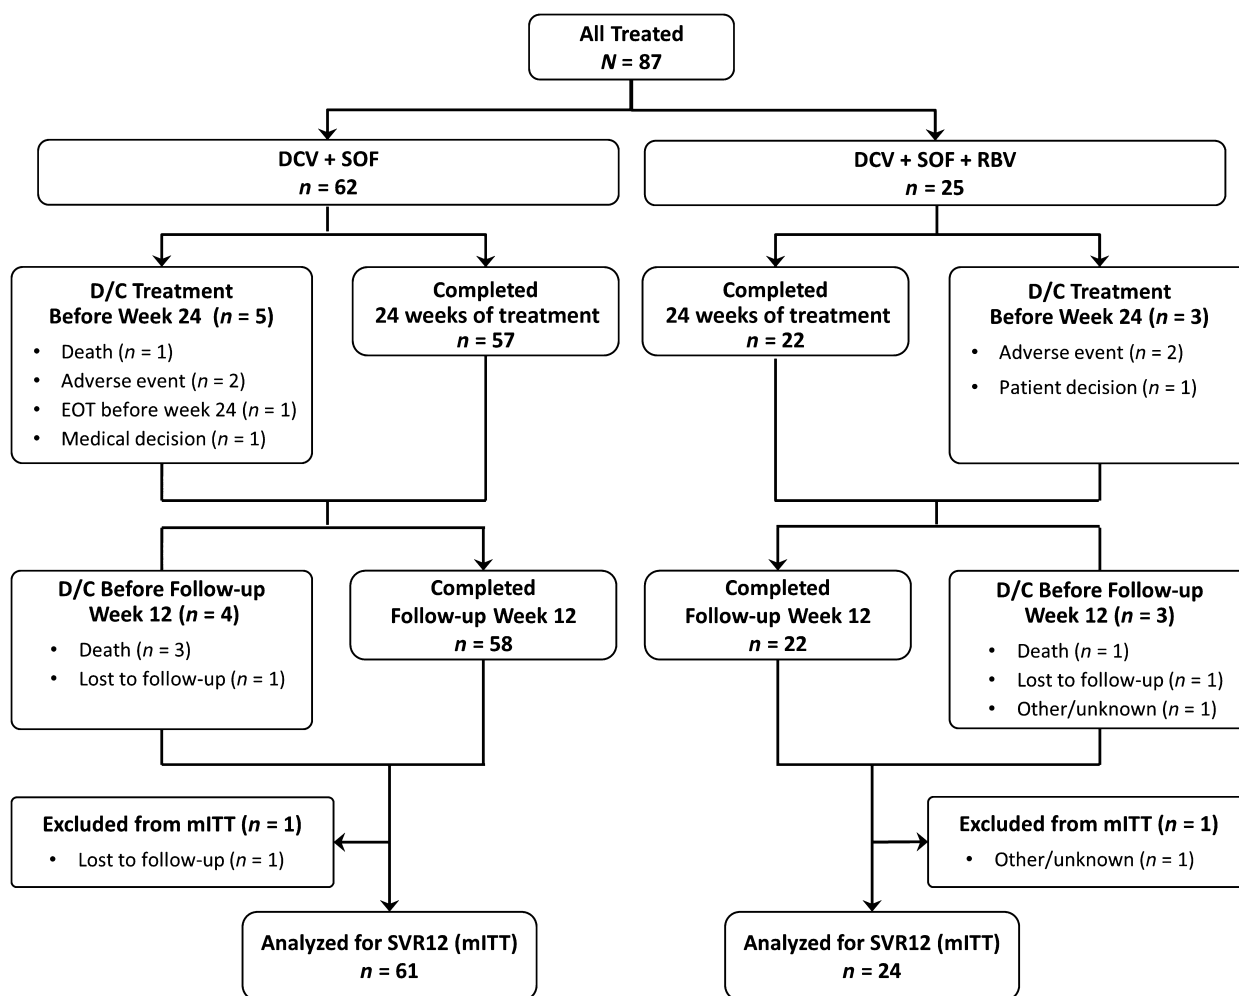 All Treated
N = 87
DCV + SOF
n = 62
DCV + SOF + RBV
n = 25
D/C Treatment
Before Week 24 (n = 5)
• Death (n = 1)
• Adverse event (n = 2)
• EOT before week 24 (n = 1)
• Medical decision (n = 1)
Completed
24 weeks of treatment
n = 57
Completed
24 weeks of treatment
n = 22
D/C Treatment
Before Week 24 (n = 3)
• Adverse event (n = 2)
• Patient decision (n = 1)
D/C Before Follow-up
Week 12 (n = 4)
• Death (n = 3)
• Lost to follow-up (n = 1)
Completed
Follow-up Week 12
n = 58
Completed
Follow-up Week 12
n = 22
D/C Before Follow-up
Week 12 (n = 3)
• Death (n = 1)
• Lost to follow-up (n = 1)
• Other/unknown (n = 1)
Excluded from mITT (n = 1)
• Lost to follow-up (n = 1)
Excluded from mITT (n = 1)
• Other/unknown (n = 1)
Analyzed for SVR12 (mITT)
n = 61
Analyzed for SVR12 (mITT)
n = 24